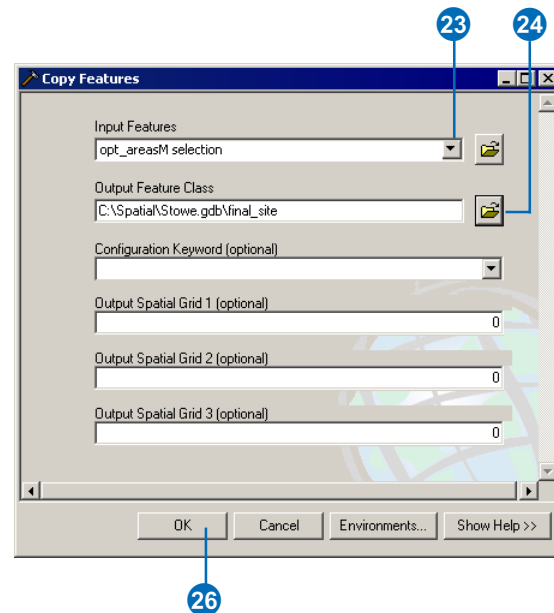 23 24
Copy Features
Input Features
opt_areasM selection
Output Feature Class
C:\Spatial\Stowe.gdb\final_site
Configuration Keyword (optional)
Output Spatial Grid 1 (optional)
0
Output Spatial Grid 2 (optional)
0
Output Spatial Grid 3 (optional)
0
OK Cancel Environments... Show Help >>
26